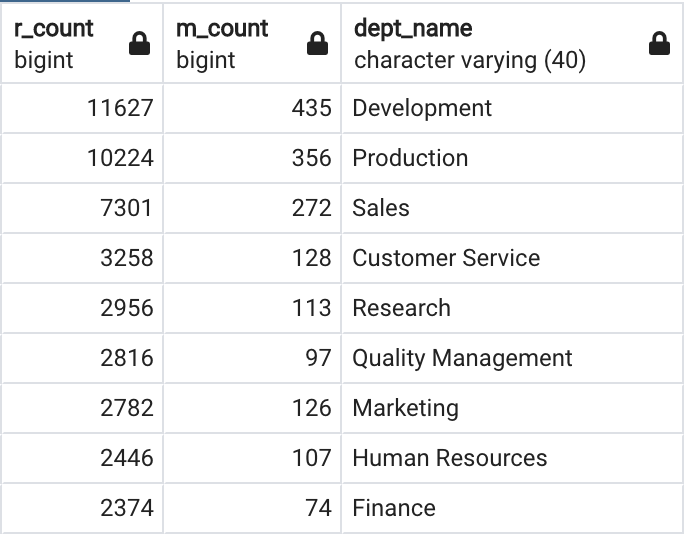 r_count m_count dept_name
bigint bigint character varying (40)
11627 435 Development
10224 356 Production
7301 272 Sales
3258 128 Customer Service
2956 113 Research
2816 97 Quality Management
2782 126 Marketing
2446 107 Human Resources
2374 74 Finance